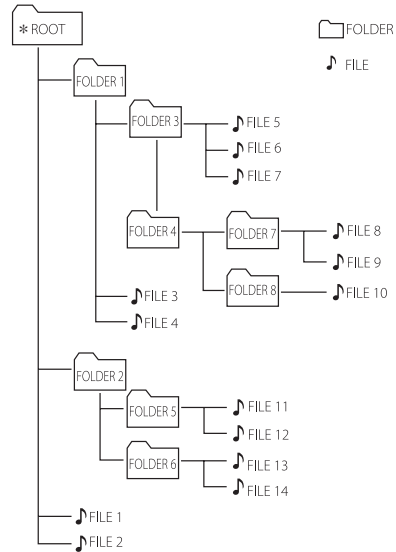 * ROOT
FOLDER
FILE
FOLDER 1
FOLDER 3
FILE 5
FILE 6
FILE 7
FOLDER 4
FOLDER 7
FILE 8
FILE 9
FOLDER 8
FILE 10
FILE 3
FILE 4
FOLDER 2
FOLDER 5
FILE 11
FILE 12
FOLDER 6
FILE 13
FILE 14
FILE 1
FILE 2